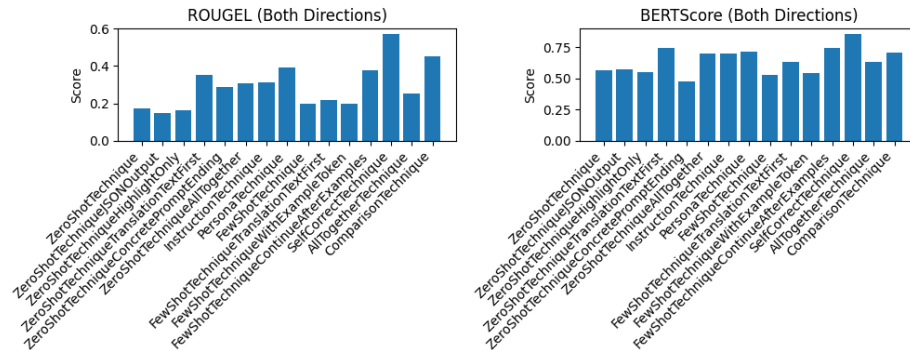 ROUGEL (Both Directions)
Score
0.6
0.4
0.2
0.0
ZeroShotTechnique
ZeroShotTechniqueJSONOutput
ZeroShotTechniqueHighlightOnly
ZeroShotTechniqueTranslationTextFirst
ZeroShotTechniqueConcretePromptEnding
ZeroShotTechniqueAllTogether
InstructionTechnique
PersonaTechnique
FewShotTechnique
FewShotTechniqueTranslationTextFirst
FewShotTechniqueWithExampleToken
FewShotTechniqueContinueAfterExamples
SelfCorrectTechnique
AllTogetherTechnique
ComparisonTechnique
BERTScore (Both Directions)
Score
0.75
0.50
0.25
0.00
ZeroShotTechnique
ZeroShotTechniqueJSONOutput
ZeroShotTechniqueHighlightOnly
ZeroShotTechniqueTranslationTextFirst
ZeroShotTechniqueConcretePromptEnding
ZeroShotTechniqueAllTogether
InstructionTechnique
PersonaTechnique
FewShotTechnique
FewShotTechniqueTranslationTextFirst
FewShotTechniqueWithExampleToken
FewShotTechniqueContinueAfterExamples
SelfCorrectTechnique
AllTogetherTechnique
ComparisonTechnique